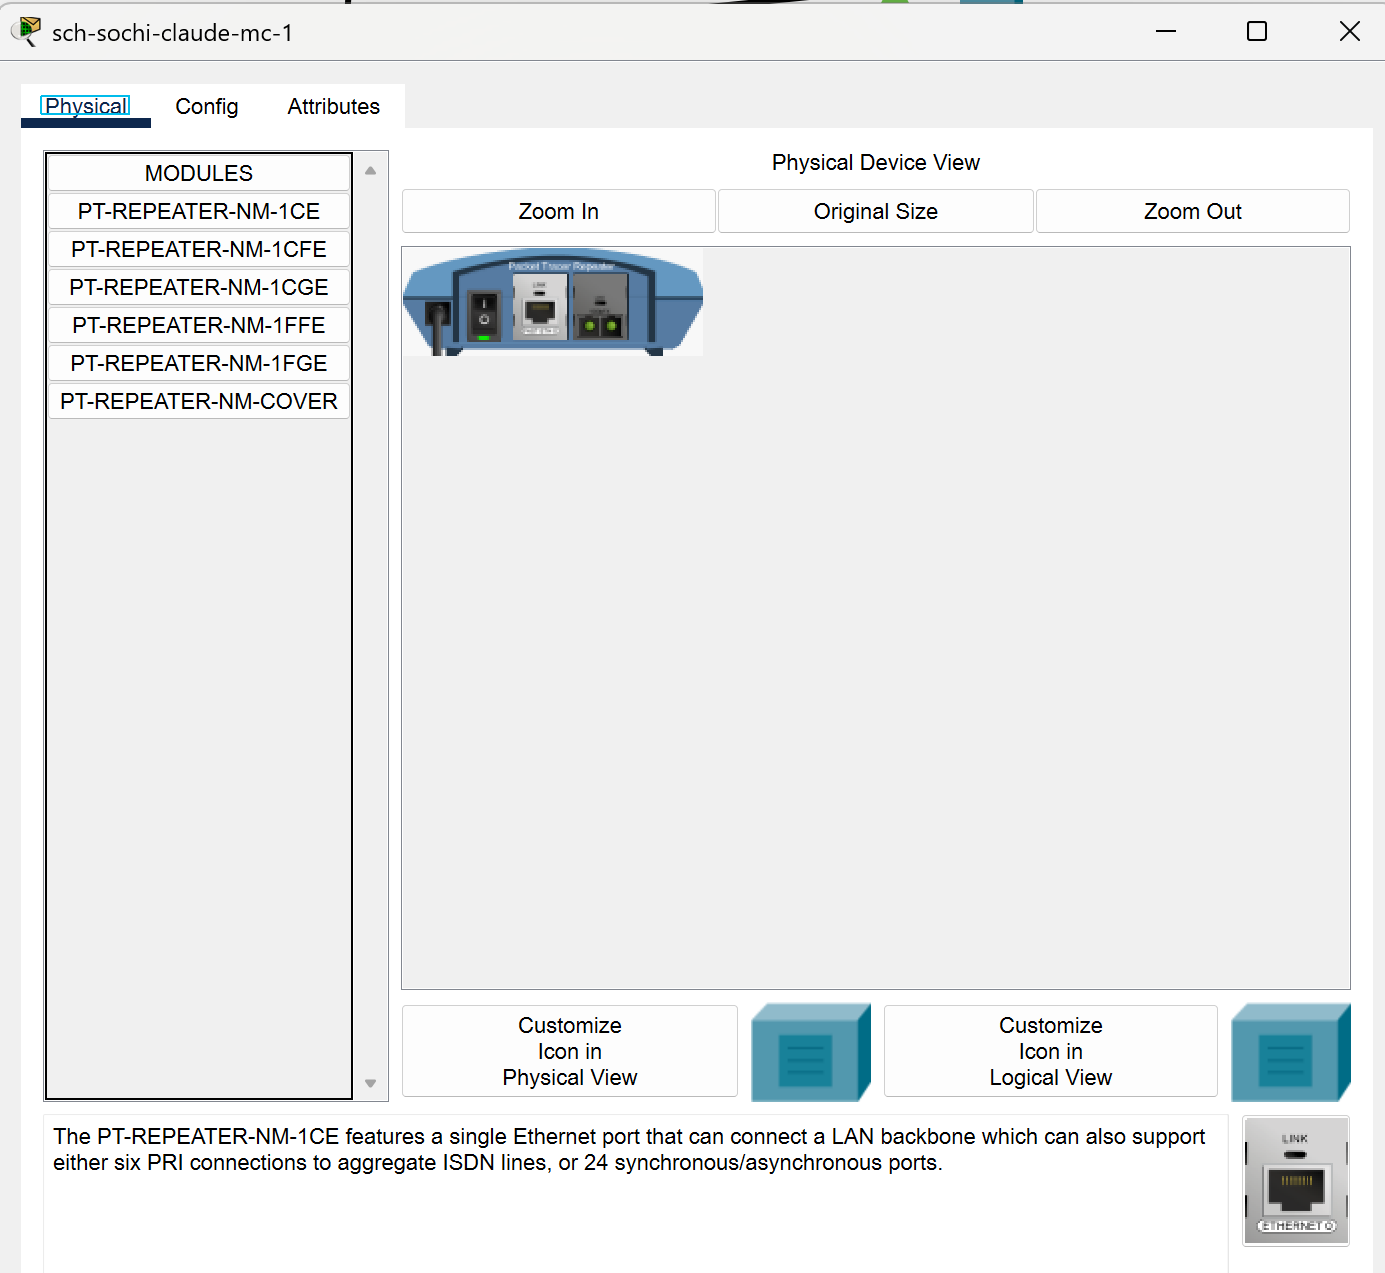 sch-sochi-claude-mc-1
Physical
Config
Attributes
MODULES
PT-REPEATER-NM-1CE
PT-REPEATER-NM-1CFE
PT-REPEATER-NM-1CGE
PT-REPEATER-NM-1FFE
PT-REPEATER-NM-1FGE
PT-REPEATER-NM-COVER
Physical Device View
Zoom In
Original Size
Zoom Out
Packet Tracer Repeater
LINK
Customize
Icon in
Physical View
Customize
Icon in
Logical View
The PT-REPEATER-NM-1CE features a single Ethernet port that can connect a LAN backbone which can also support
either six PRI connections to aggregate ISDN lines, or 24 synchronous/asynchronous ports.
LINK
ETHERNET 0